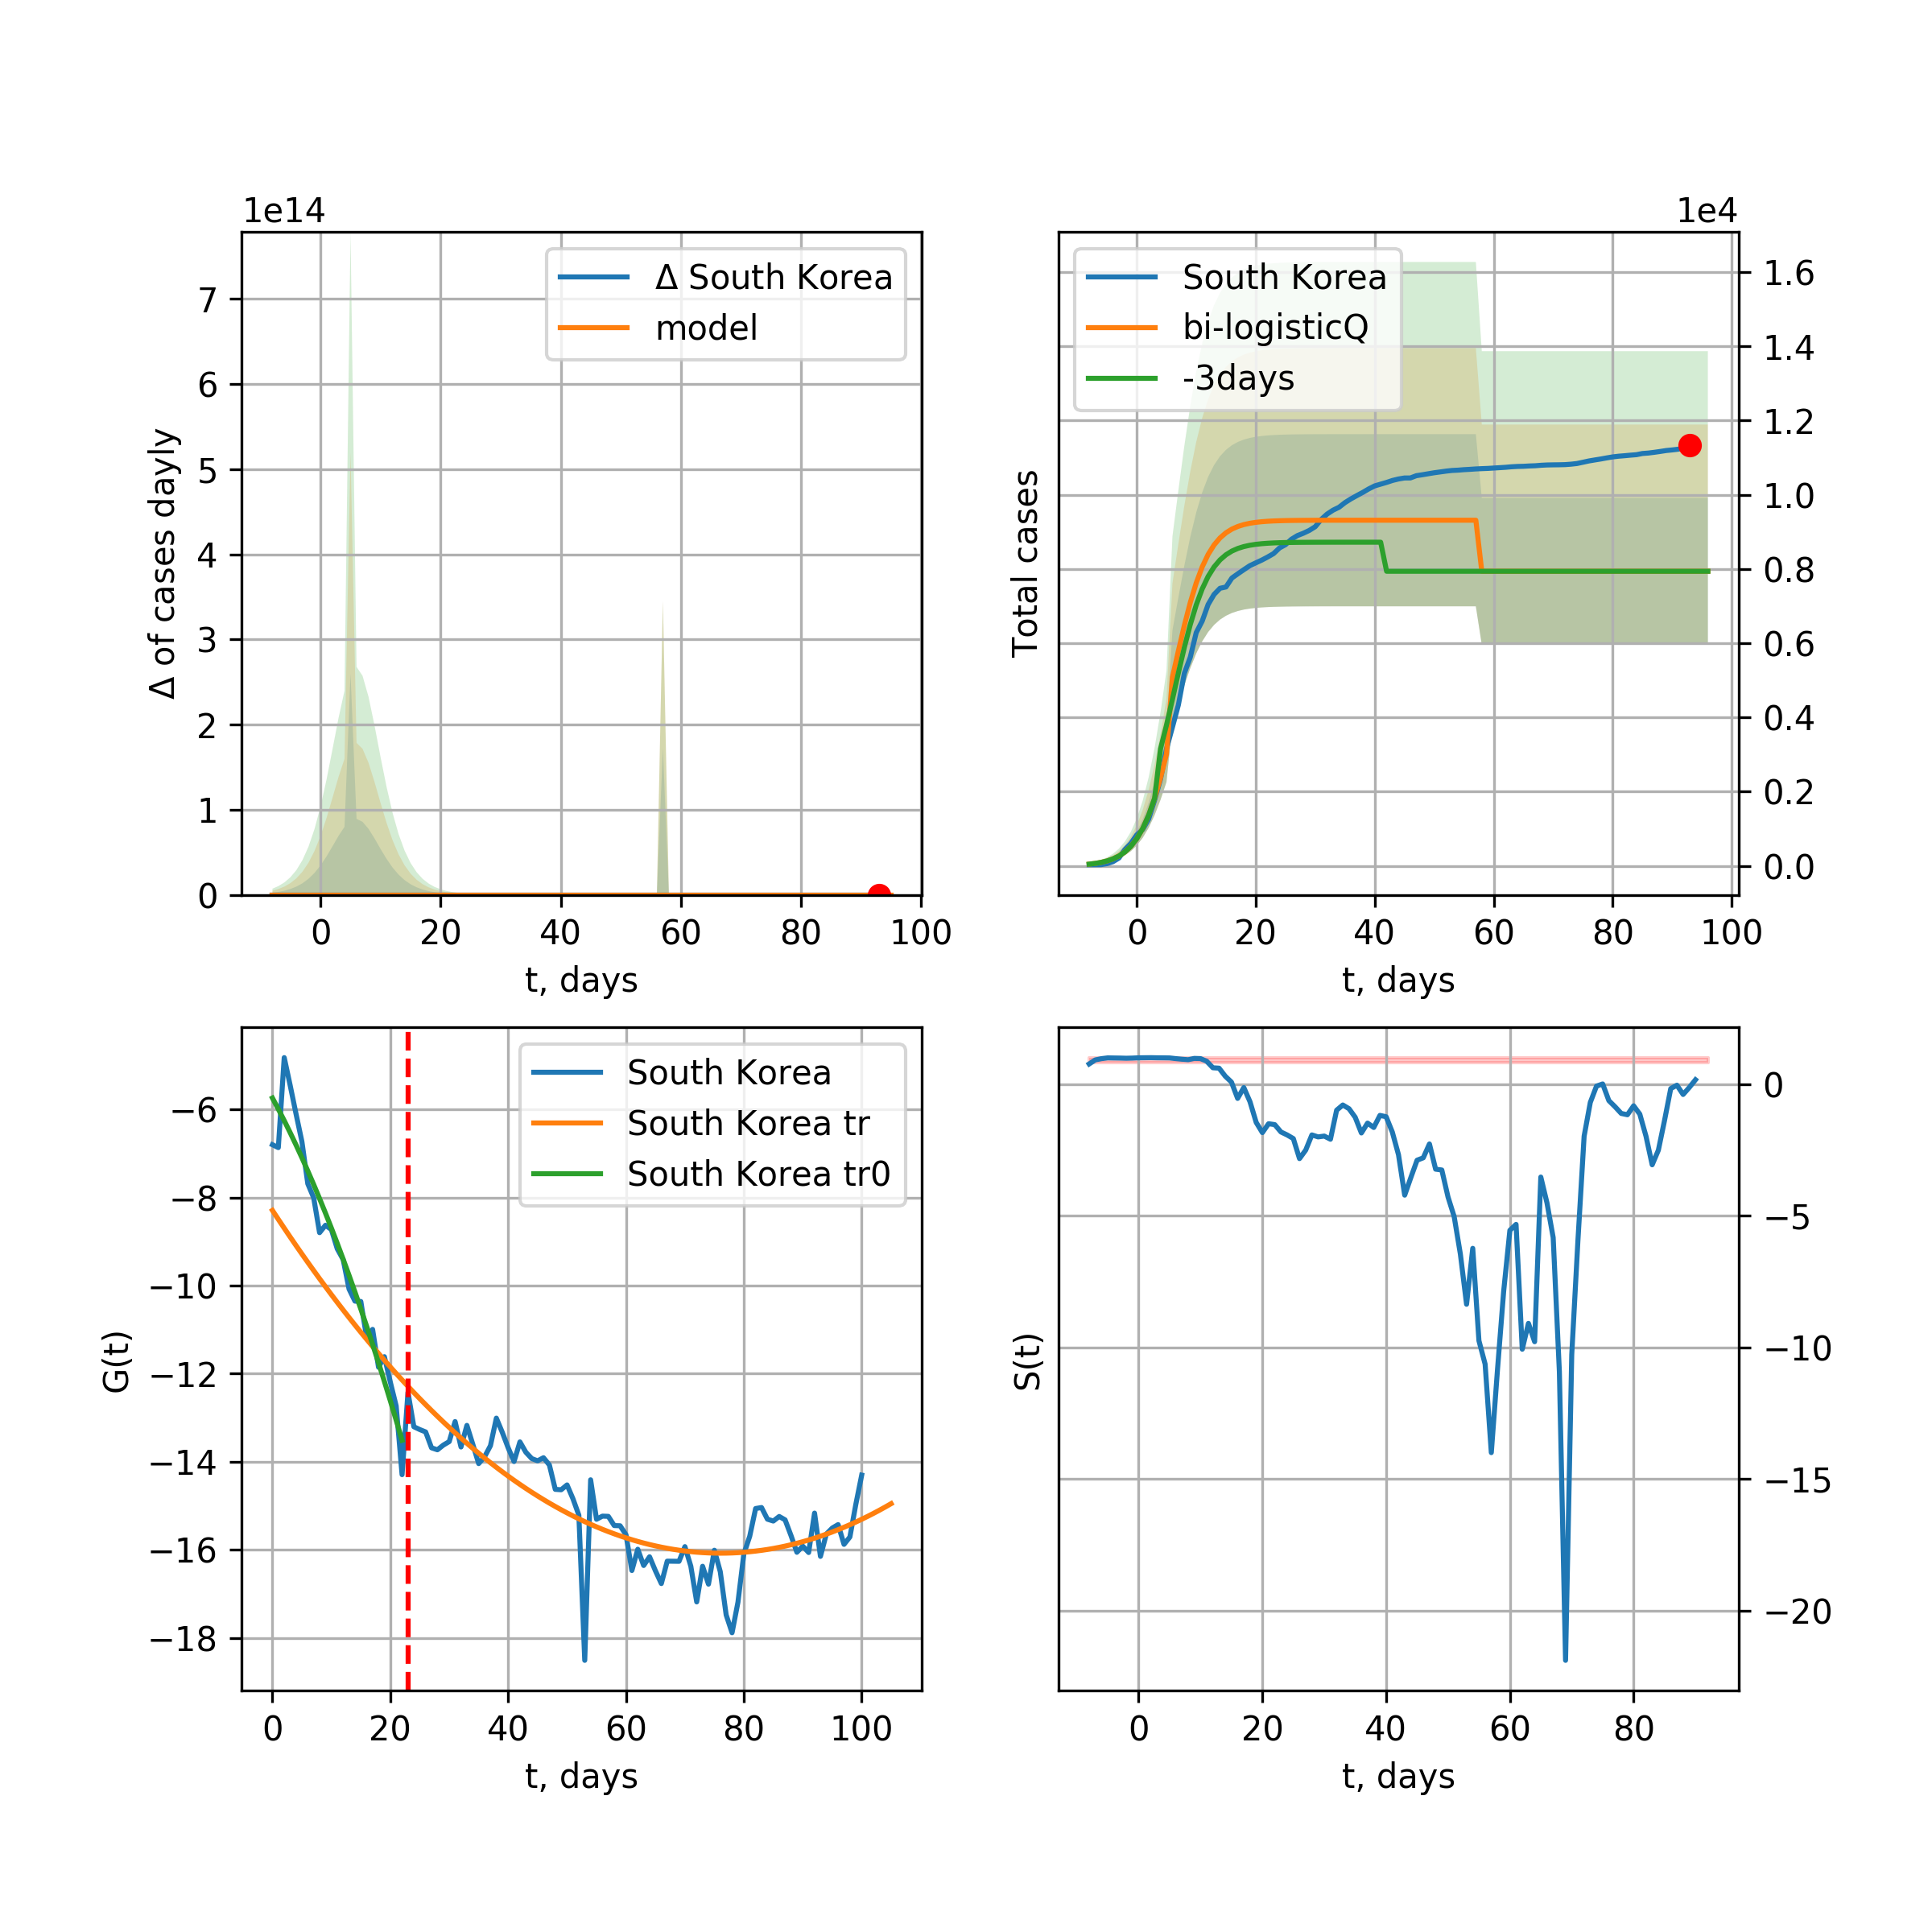 1e14
Δ South Korea
model
7
6
5
4
3
2
1
0
Δ of cases dayly
0 20 40 60 80 100
t, days
1e4
South Korea
bi-logisticQ
-3days
1.6
1.4
1.2
1.0
0.8
0.6
0.4
0.2
0.0
Total cases
0 20 40 60 80 100
t, days
South Korea
South Korea tr
South Korea tr0
−6
−8
−10
−12
−14
−16
−18
G(t)
0 20 40 60 80 100
t, days
0
−5
−10
−15
−20
S(t)
0 20 40 60 80
t, days